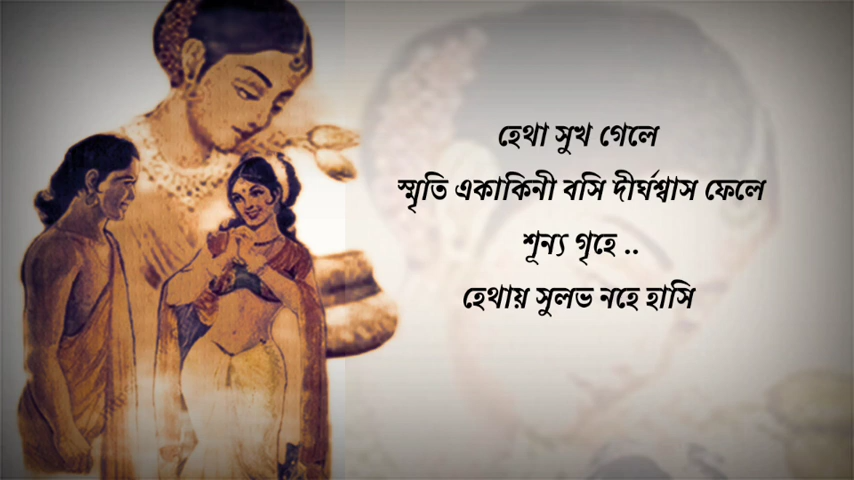 হেথা সুখ গেলে
স্মৃতি একাকিনী বসি দীর্ঘশ্বাস ফেলে
শূন্য গৃহে ..
হেথায় সুলভ নহে হাসি